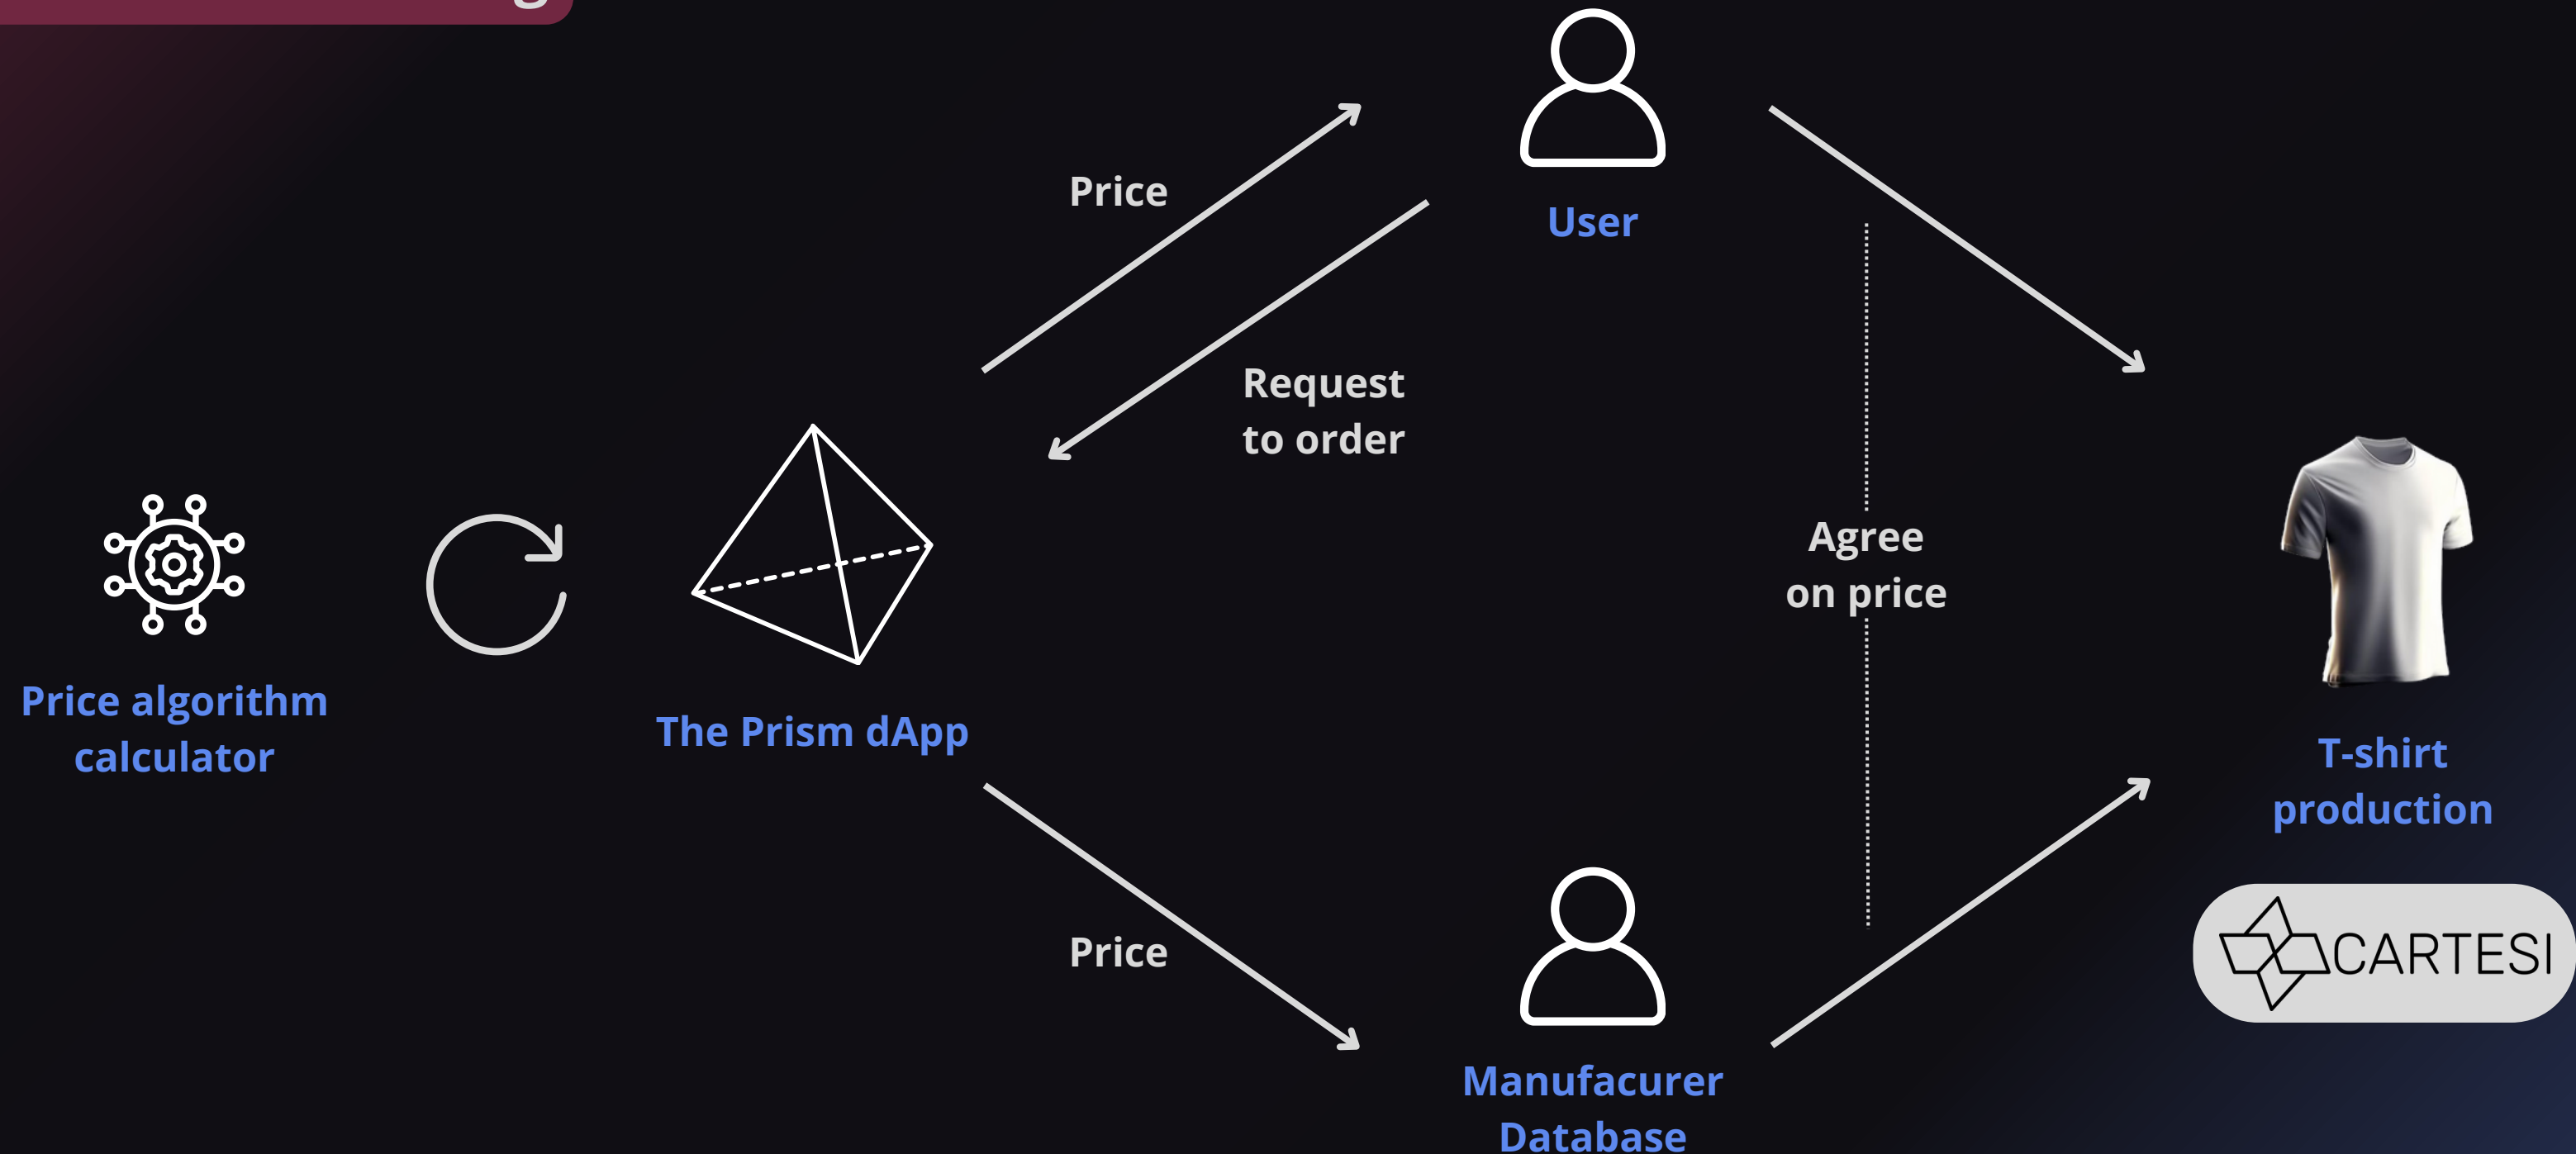 Price
User
Request
to order
Agree
on price
Price algorithm
calculator
The Prism dApp
T-shirt
production
Price
CARTESI
Manufacurer
Database